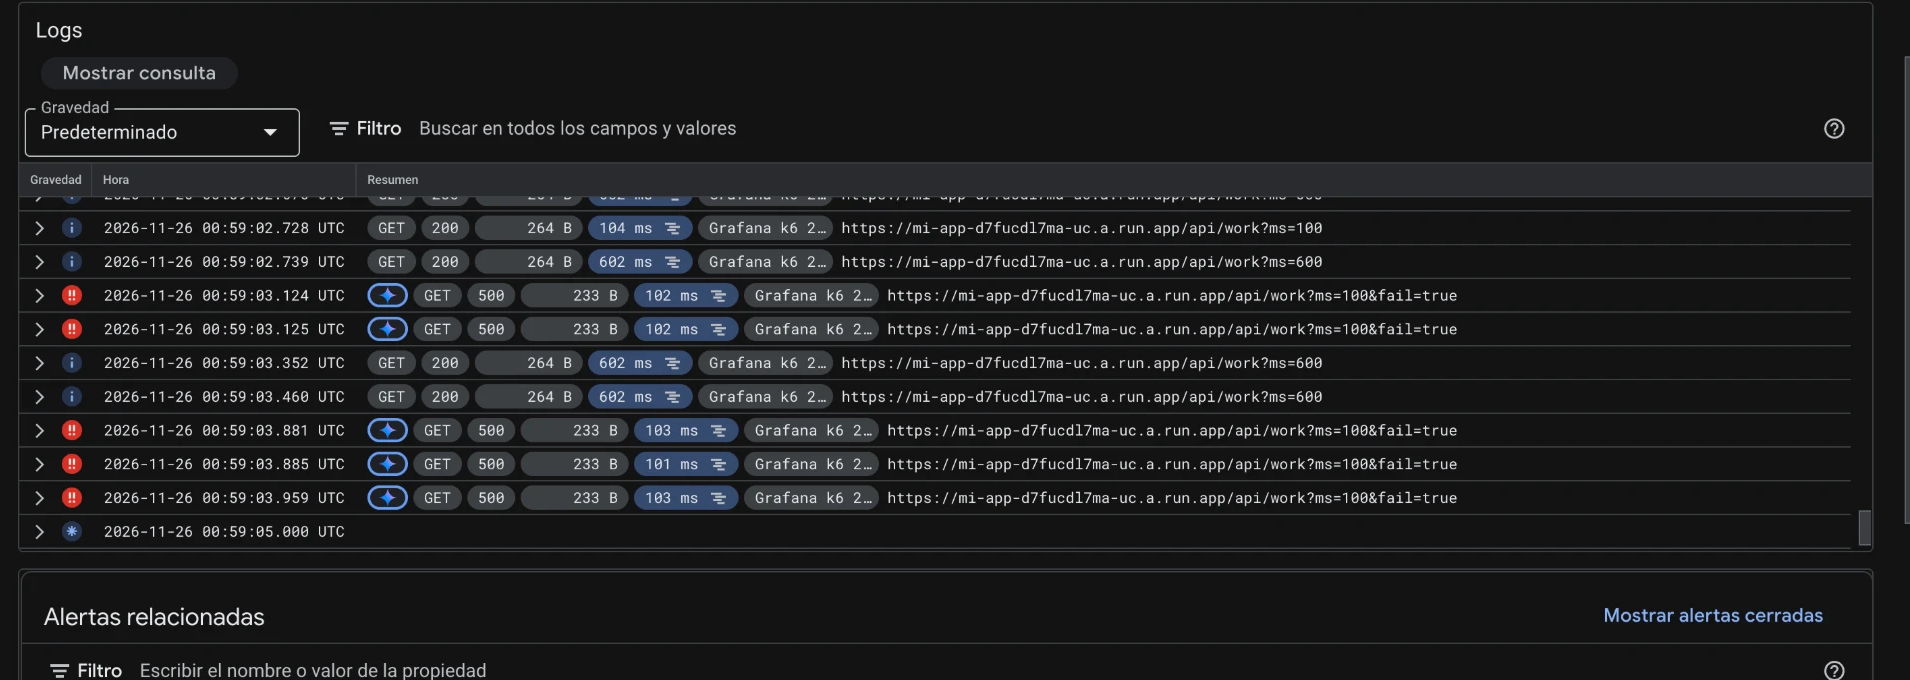 Logs
Mostrar consulta
Gravedad
Predeterminado
Filtro Buscar en todos los campos y valores
Gravedad Hora Resumen
2026-11-26 00:59:02.728 UTC GET 200 264 B 104 ms Grafana k6 2… https://mi-app-d7fucdl7ma-uc.a.run.app/api/work?ms=100
2026-11-26 00:59:02.739 UTC GET 200 264 B 602 ms Grafana k6 2… https://mi-app-d7fucdl7ma-uc.a.run.app/api/work?ms=600
2026-11-26 00:59:03.124 UTC GET 500 233 B 102 ms Grafana k6 2… https://mi-app-d7fucdl7ma-uc.a.run.app/api/work?ms=100&fail=true
2026-11-26 00:59:03.125 UTC GET 500 233 B 102 ms Grafana k6 2… https://mi-app-d7fucdl7ma-uc.a.run.app/api/work?ms=100&fail=true
2026-11-26 00:59:03.352 UTC GET 200 264 B 602 ms Grafana k6 2… https://mi-app-d7fucdl7ma-uc.a.run.app/api/work?ms=600
2026-11-26 00:59:03.460 UTC GET 200 264 B 602 ms Grafana k6 2… https://mi-app-d7fucdl7ma-uc.a.run.app/api/work?ms=600
2026-11-26 00:59:03.881 UTC GET 500 233 B 103 ms Grafana k6 2… https://mi-app-d7fucdl7ma-uc.a.run.app/api/work?ms=100&fail=true
2026-11-26 00:59:03.885 UTC GET 500 233 B 101 ms Grafana k6 2… https://mi-app-d7fucdl7ma-uc.a.run.app/api/work?ms=100&fail=true
2026-11-26 00:59:03.959 UTC GET 500 233 B 103 ms Grafana k6 2… https://mi-app-d7fucdl7ma-uc.a.run.app/api/work?ms=100&fail=true
2026-11-26 00:59:05.000 UTC
Alertas relacionadas Mostrar alertas cerradas
Filtro Escribir el nombre o valor de la propiedad